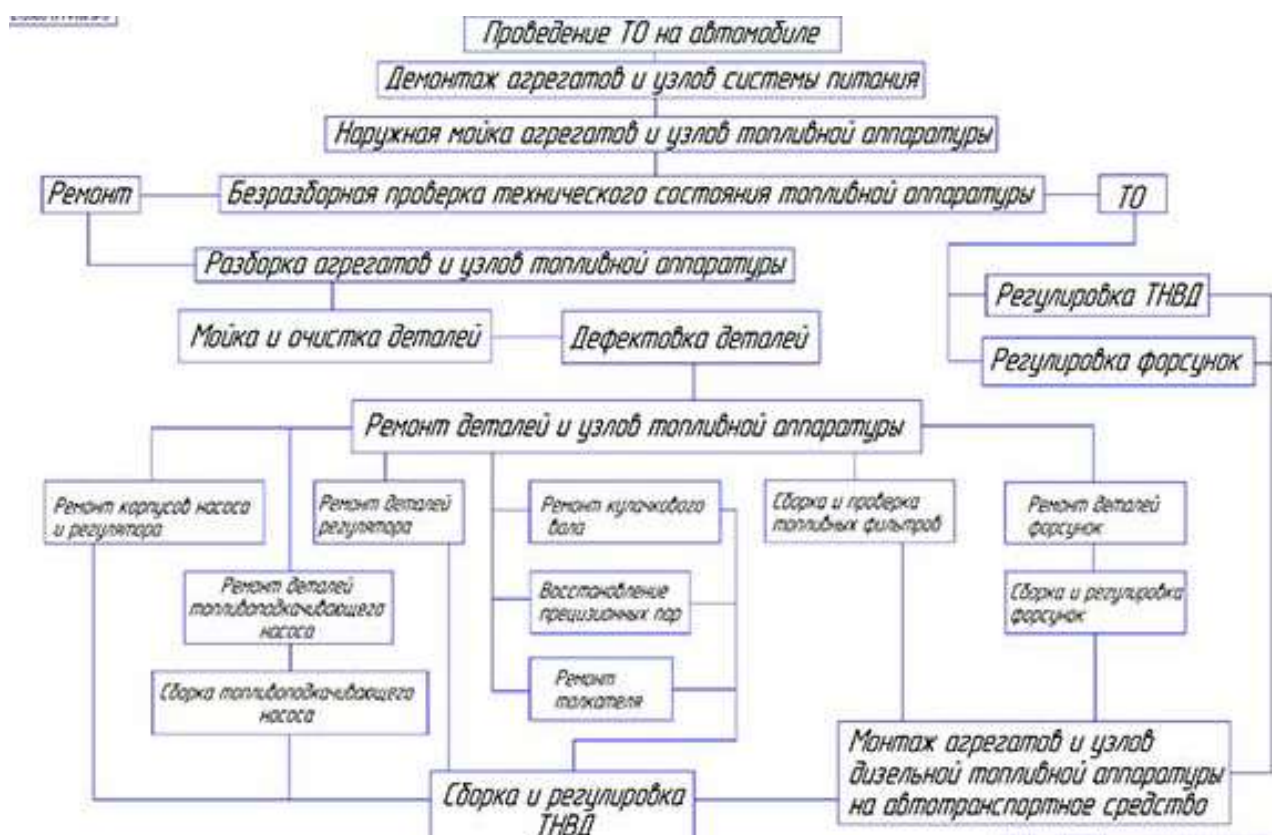 Проведение ТО на автомобиле
Демонтаж агрегатов и узлов системы питания
Наружная мойка агрегатов и узлов топливной аппаратуры
Ремонт
Безразборная проверка технического состояния топливной аппаратуры
ТО
Разборка агрегатов и узлов топливной аппаратуры
Регулировка ТНВД
Мойка и очистка деталей
Дефектовка деталей
Регулировка форсунок
Ремонт деталей и узлов топливной аппаратуры
Ремонт корпусов насоса
и регулятора
Ремонт деталей
регулятора
Ремонт кулачкового
вала
Сборка и проверка
топливных фильтров
Ремонт деталей
форсунок
Ремонт деталей
топливоподкачивающего
насоса
Восстановление
прецизионных пар
Сборка и регулировка
форсунок
Сборка топливоподкачивающего
насоса
Ремонт
толкателя
Монтаж агрегатов и узлов
дизельной топливной аппаратуры
на автотранспортное средство
Сборка и регулировка
ТНВД